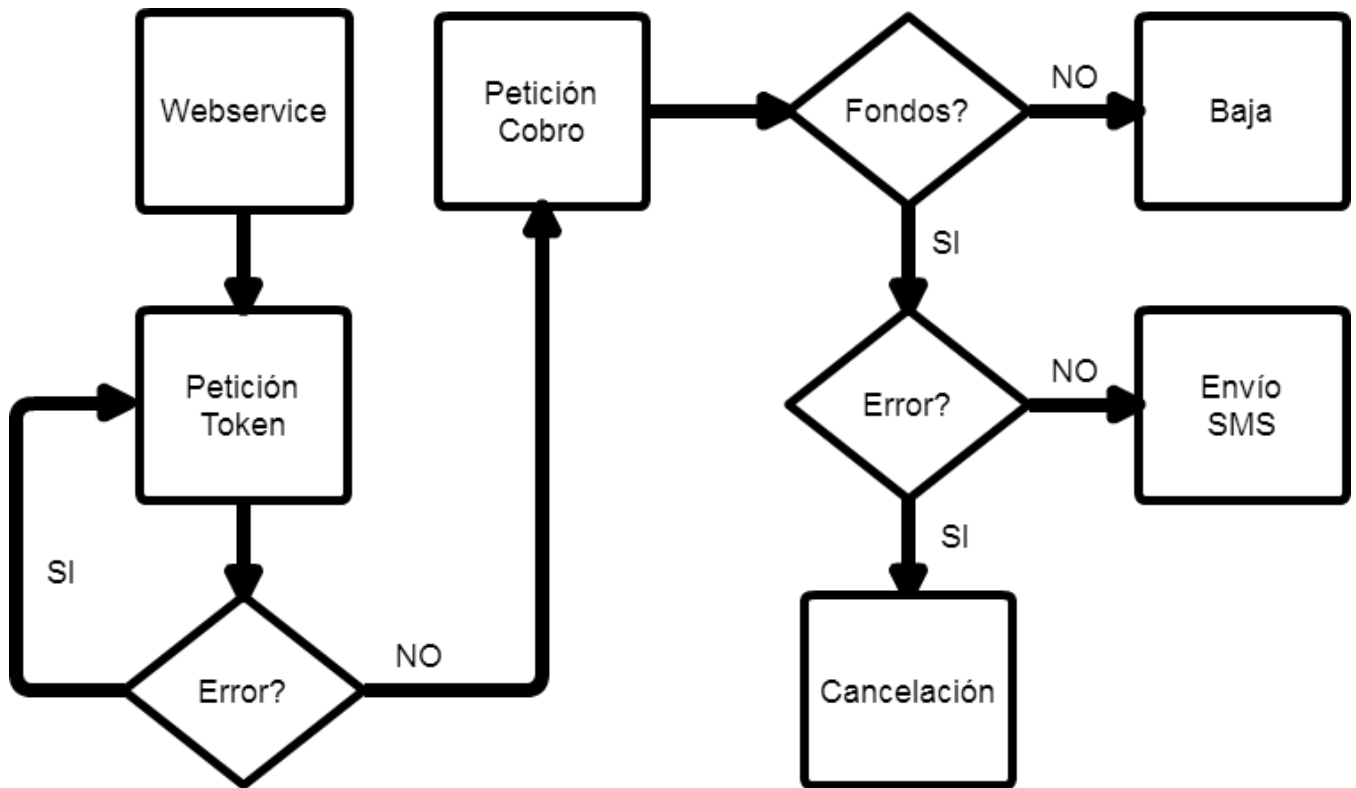 Webservice
Petición
Token
SI
Error?
NO
Petición
Cobro
Fondos?
NO
Baja
SI
Error?
NO
Envío
SMS
SI
Cancelación